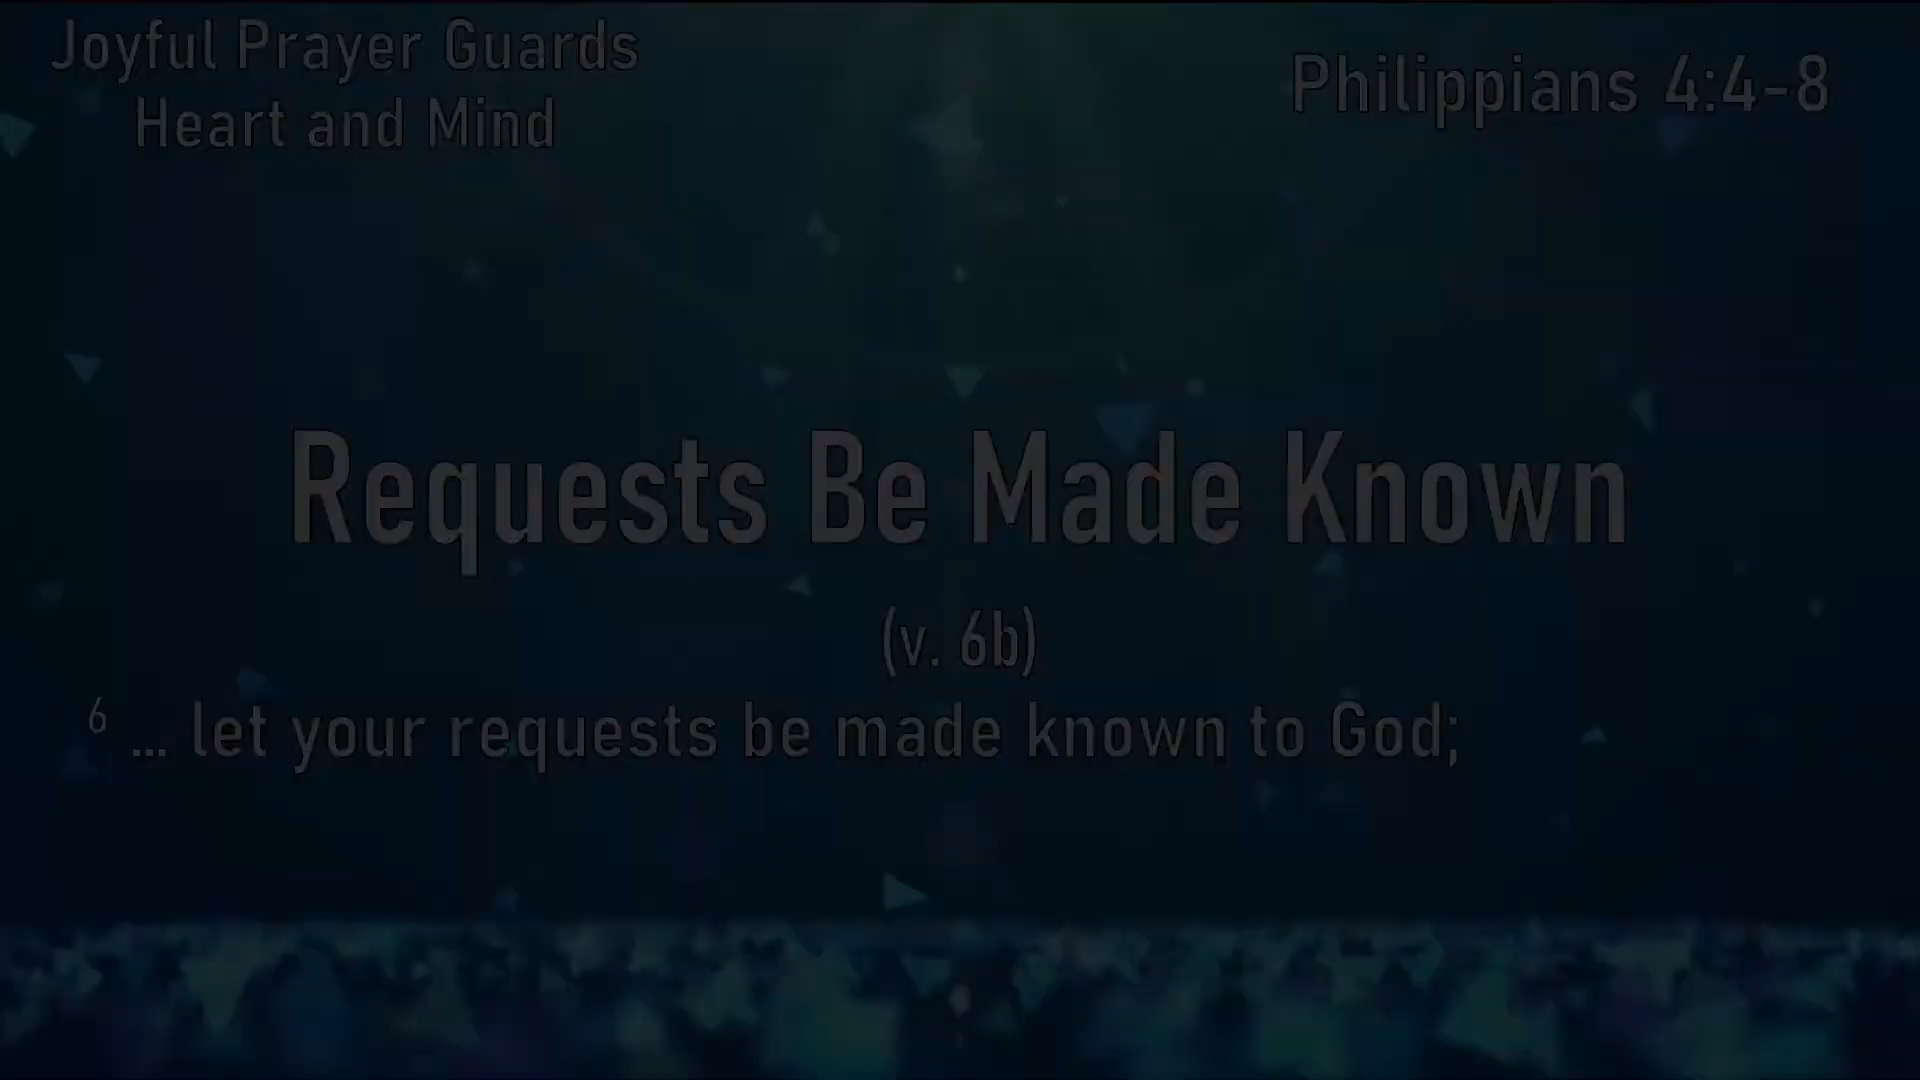 Joyful Prayer Guards
Heart and Mind
Philippians 4:4-8
Requests Be Made Known
(v. 6b)
6 ... let your requests be made known to God;